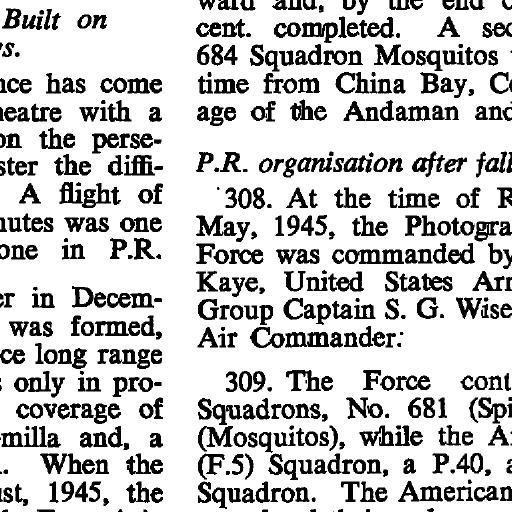 Built on
nce has come
heatre with a
on the perse-
ster the diffi-
A flight of
nutes was one
one in P.R.
er in Decem-
was formed,
ce long range
s only in pro-
coverage of
-milla and, a
When the
ust, 1945, the
ward and, by the end
cent. completed. A sec
684 Squadron Mosquitos
time from China Bay, Ce
age of the Andaman and
P.R. organisation after fall
308. At the time of R
May, 1945, the Photogra
Force was commanded by
Kaye, United States Arm
Group Captain S. G. Wise
Air Commander:
309. The Force cont
Squadrons, No. 681 (Spi
(Mosquitos), while the A
(F.5) Squadron, a P.40, a
Squadron. The American